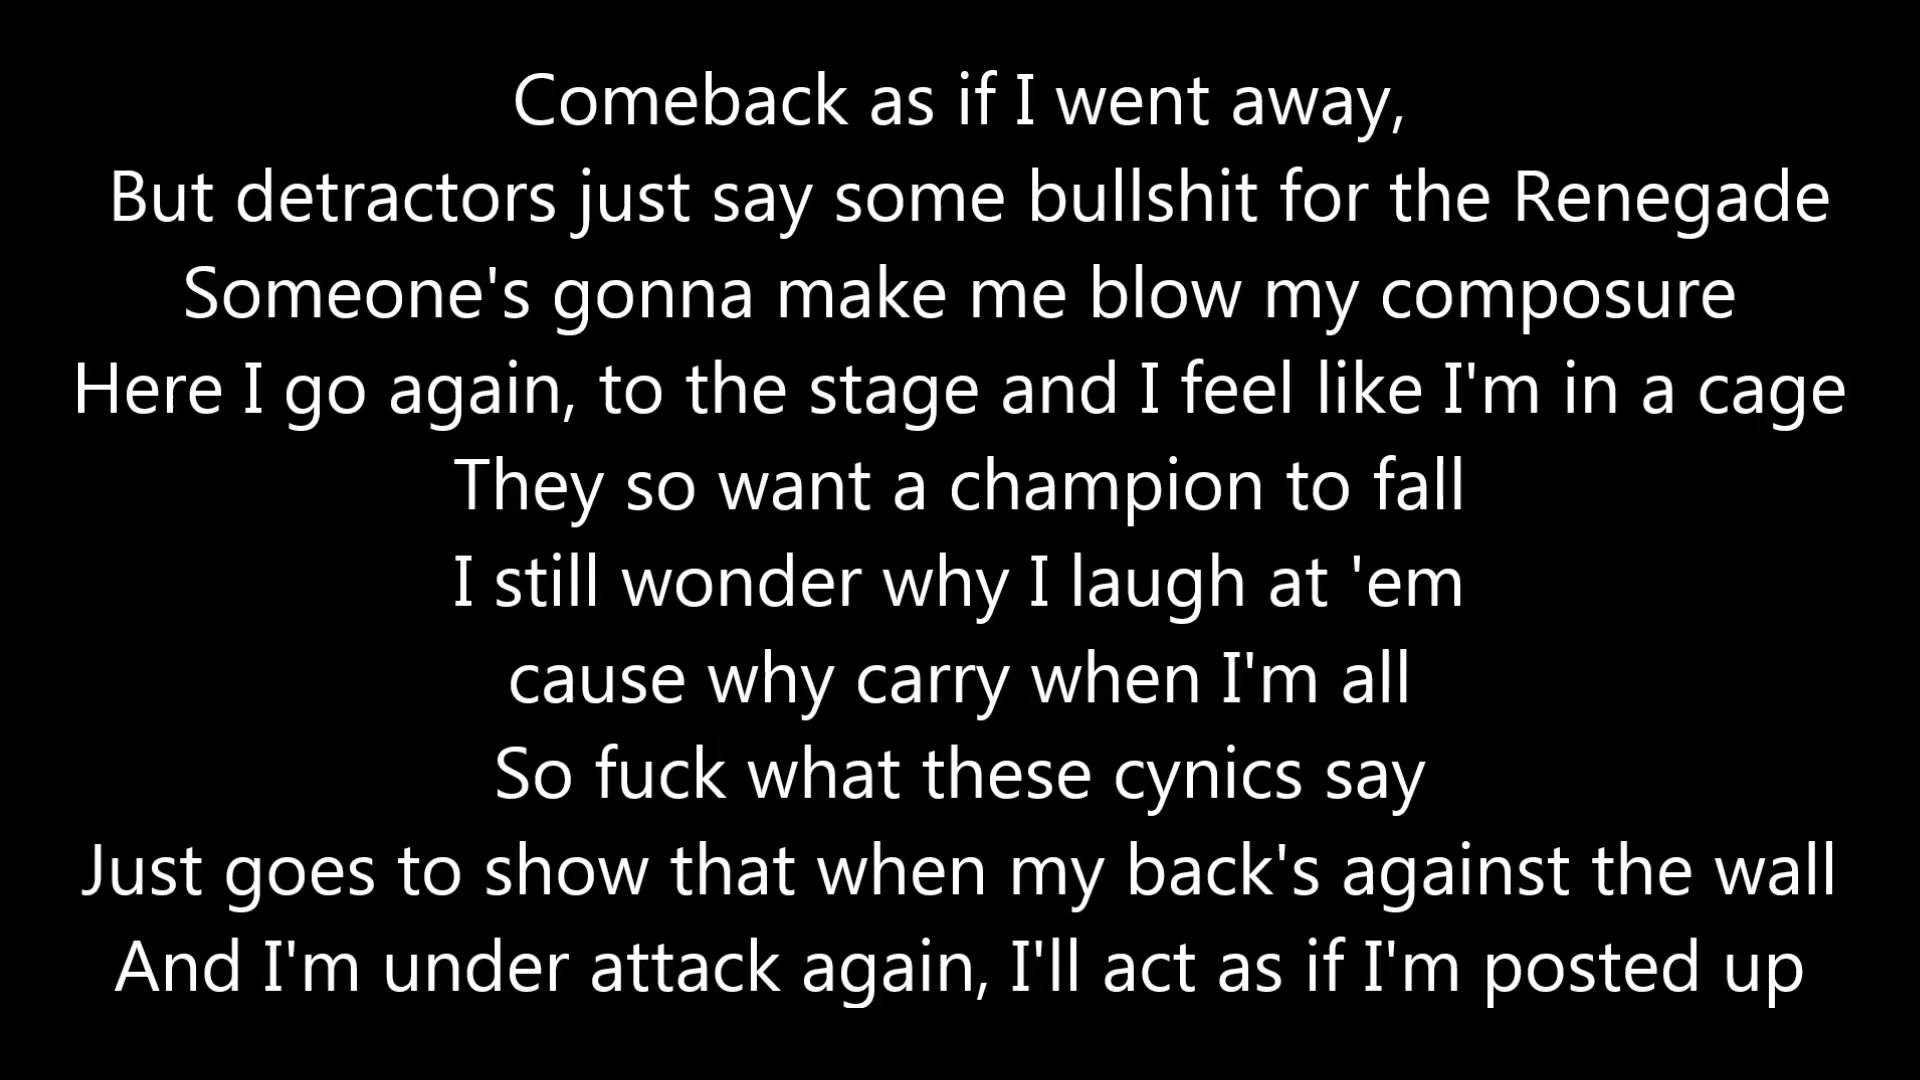 Comeback as if I went away,
But detractors just say some bullshit for the Renegade
Someone's gonna make me blow my composure
Here I go again, to the stage and I feel like I'm in a cage
They so want a champion to fall
I still wonder why I laugh at 'em
cause why carry when I'm all
So fuck what these cynics say
Just goes to show that when my back's against the wall
And I'm under attack again, I'll act as if I'm posted up